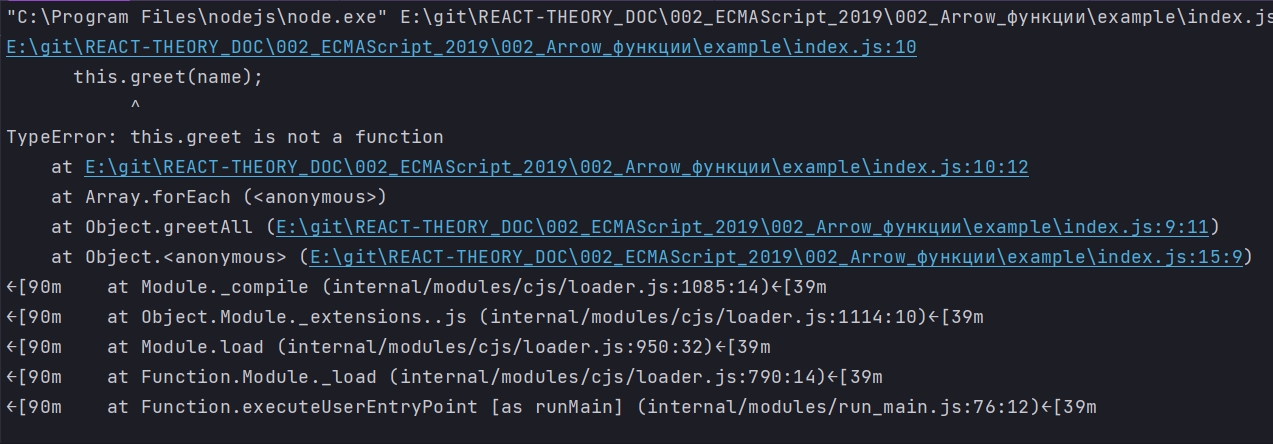 "C:\Program Files\nodejs\node.exe" E:\git\REACT-THEORY_DOC\002_ECMAScript_2019\002_Arrow_функции\example\index.js
E:\git\REACT-THEORY_DOC\002_ECMAScript_2019\002_Arrow_функции\example\index.js:10
      this.greet(name);
           ^
TypeError: this.greet is not a function
    at E:\git\REACT-THEORY_DOC\002_ECMAScript_2019\002_Arrow_функции\example\index.js:10:12
    at Array.forEach (<anonymous>)
    at Object.greetAll (E:\git\REACT-THEORY_DOC\002_ECMAScript_2019\002_Arrow_функции\example\index.js:9:11)
    at Object.<anonymous> (E:\git\REACT-THEORY_DOC\002_ECMAScript_2019\002_Arrow_функции\example\index.js:15:9)
←[90m    at Module._compile (internal/modules/cjs/loader.js:1085:14)←[39m
←[90m    at Object.Module._extensions..js (internal/modules/cjs/loader.js:1114:10)←[39m
←[90m    at Module.load (internal/modules/cjs/loader.js:950:32)←[39m
←[90m    at Function.Module._load (internal/modules/cjs/loader.js:790:14)←[39m
←[90m    at Function.executeUserEntryPoint [as runMain] (internal/modules/run_main.js:76:12)←[39m